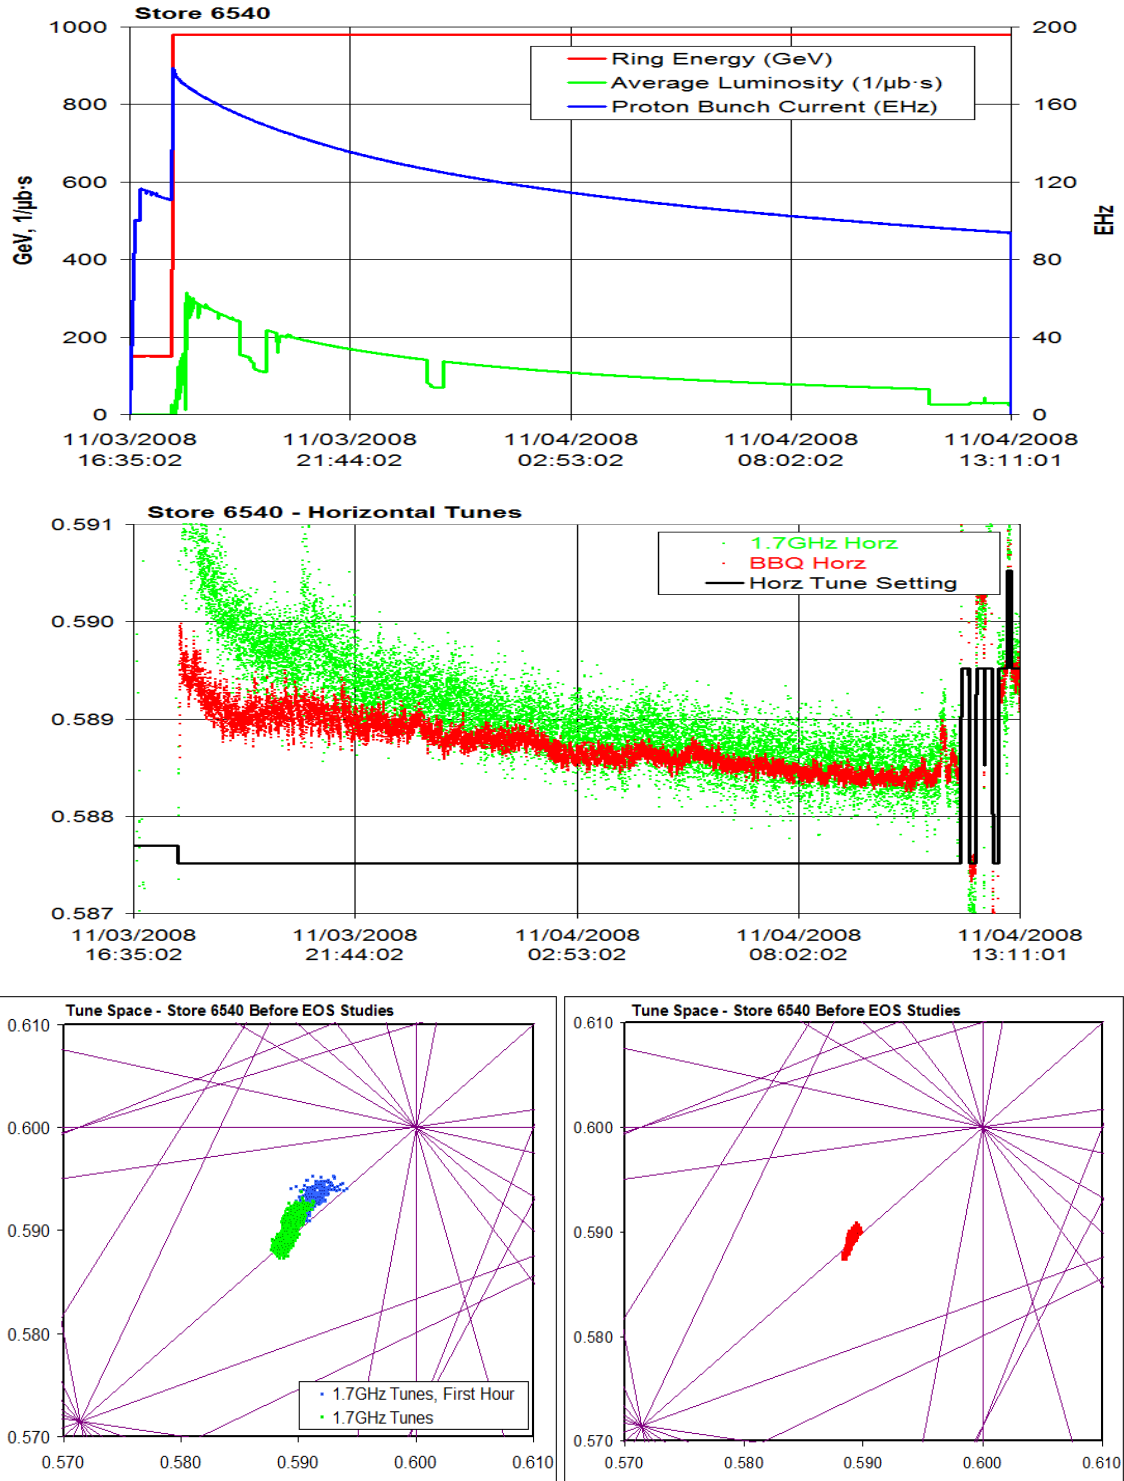 Store 6540
1000
800
600
400
200
0
GeV, 1/µb·s
200
160
120
80
40
0
EHz
Ring Energy (GeV)
Average Luminosity (1/µb·s)
Proton Bunch Current (EHz)
11/03/2008 11/03/2008 11/04/2008 11/04/2008 11/04/2008
16:35:02 21:44:02 02:53:02 08:02:02 13:11:01
Store 6540 - Horizontal Tunes
0.591
0.590
0.589
0.588
0.587
1.7GHz Horz
BBQ Horz
Horz Tune Setting
11/03/2008 11/03/2008 11/04/2008 11/04/2008 11/04/2008
16:35:02 21:44:02 02:53:02 08:02:02 13:11:01
Tune Space - Store 6540 Before EOS Studies
0.610
0.600
0.590
0.580
0.570
1.7GHz Tunes, First Hour
1.7GHz Tunes
0.570 0.580 0.590 0.600 0.610
Tune Space - Store 6540 Before EOS Studies
0.610
0.600
0.590
0.580
0.570
0.570 0.580 0.590 0.600 0.610